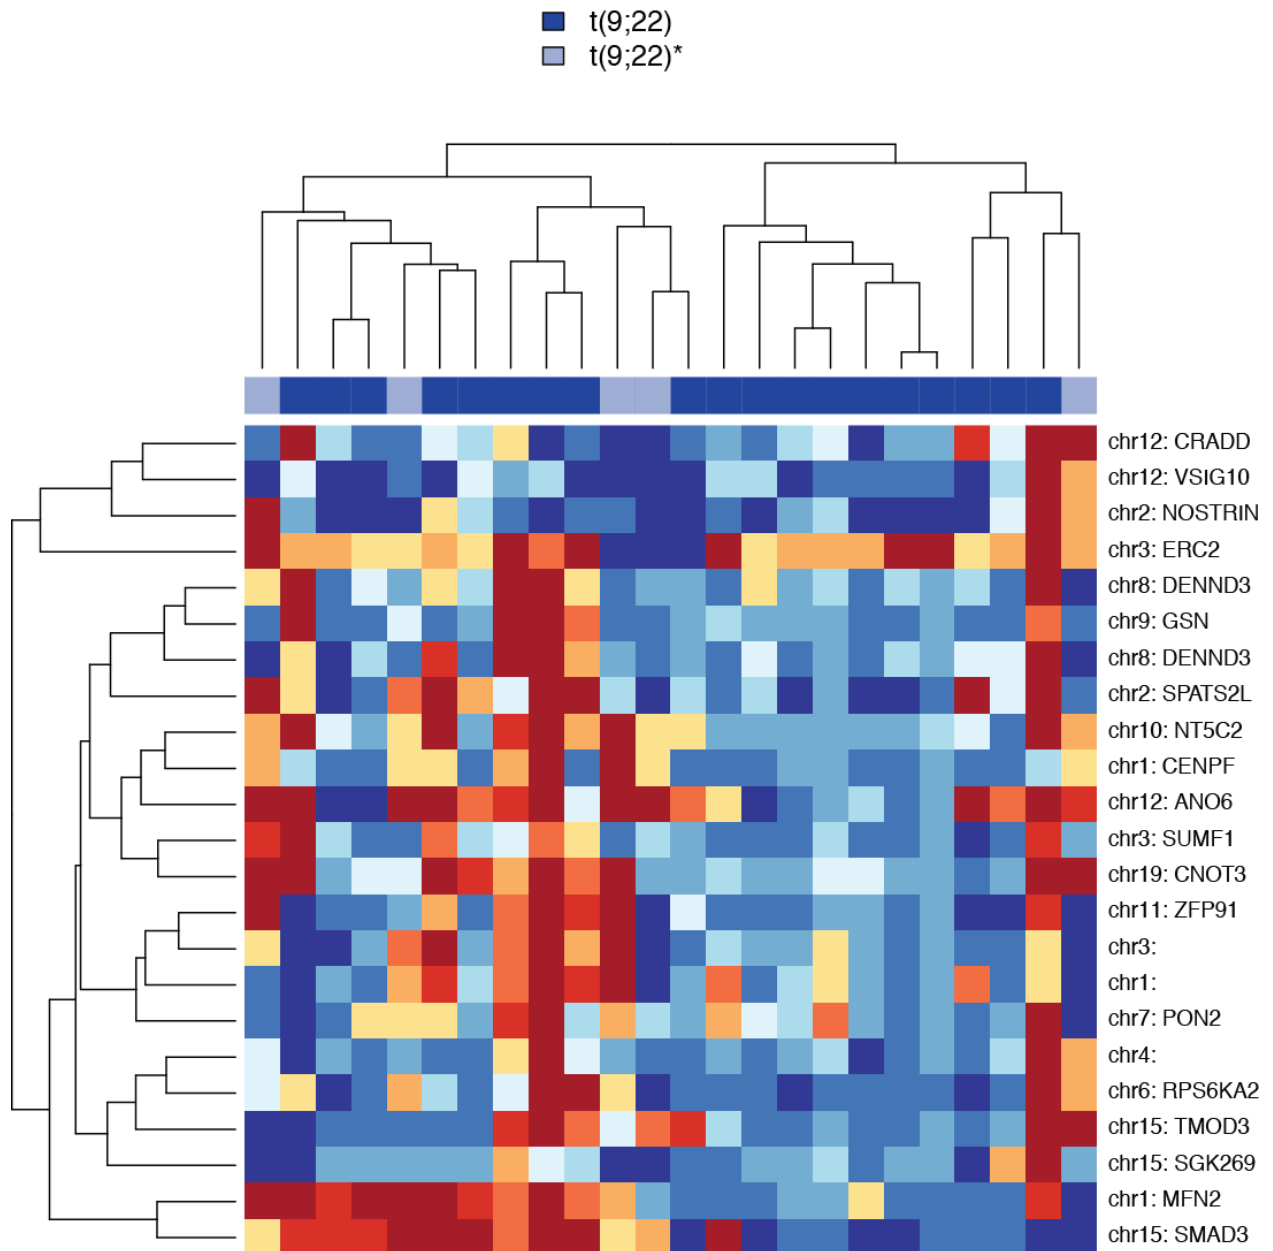 t(9;22)
t(9;22)*
chr12: CRADD
chr12: VSIG10
chr2: NOSTRIN
chr3: ERC2
chr8: DENND3
chr9: GSN
chr8: DENND3
chr2: SPATS2L
chr10: NT5C2
chr1: CENPF
chr12: ANO6
chr3: SUMF1
chr19: CNOT3
chr11: ZFP91
chr3:
chr1:
chr7: PON2
chr4:
chr6: RPS6KA2
chr15: TMOD3
chr15: SGK269
chr1: MFN2
chr15: SMAD3